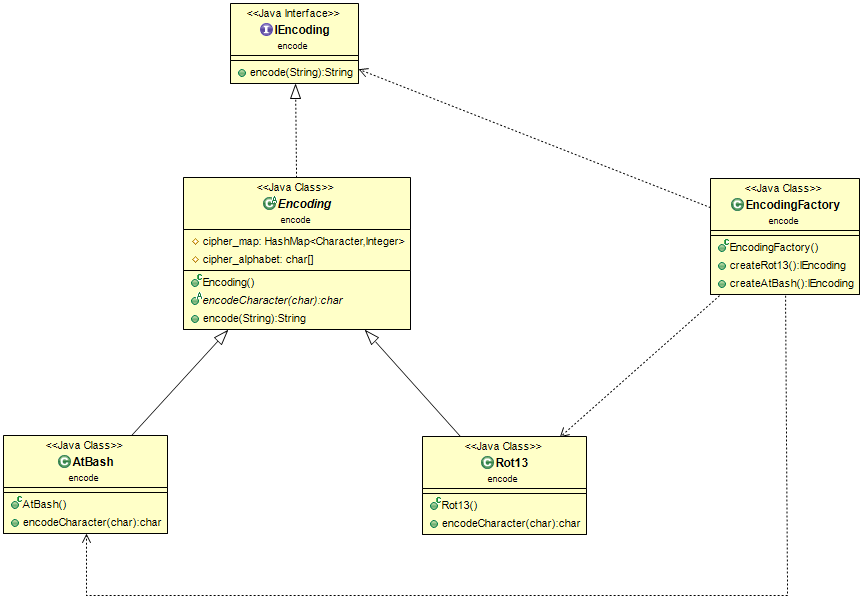 <<Java Interface>>
IEncoding
encode
encode(String):String
<<Java Class>>
Encoding
encode
cipher_map: HashMap<Character,Integer>
cipher_alphabet: char[]
Encoding()
encodeCharacter(char):char
encode(String):String
<<Java Class>>
EncodingFactory
encode
EncodingFactory()
createRot13():IEncoding
createAtBash():IEncoding
<<Java Class>>
AtBash
encode
AtBash()
encodeCharacter(char):char
<<Java Class>>
Rot13
encode
Rot13()
encodeCharacter(char):char